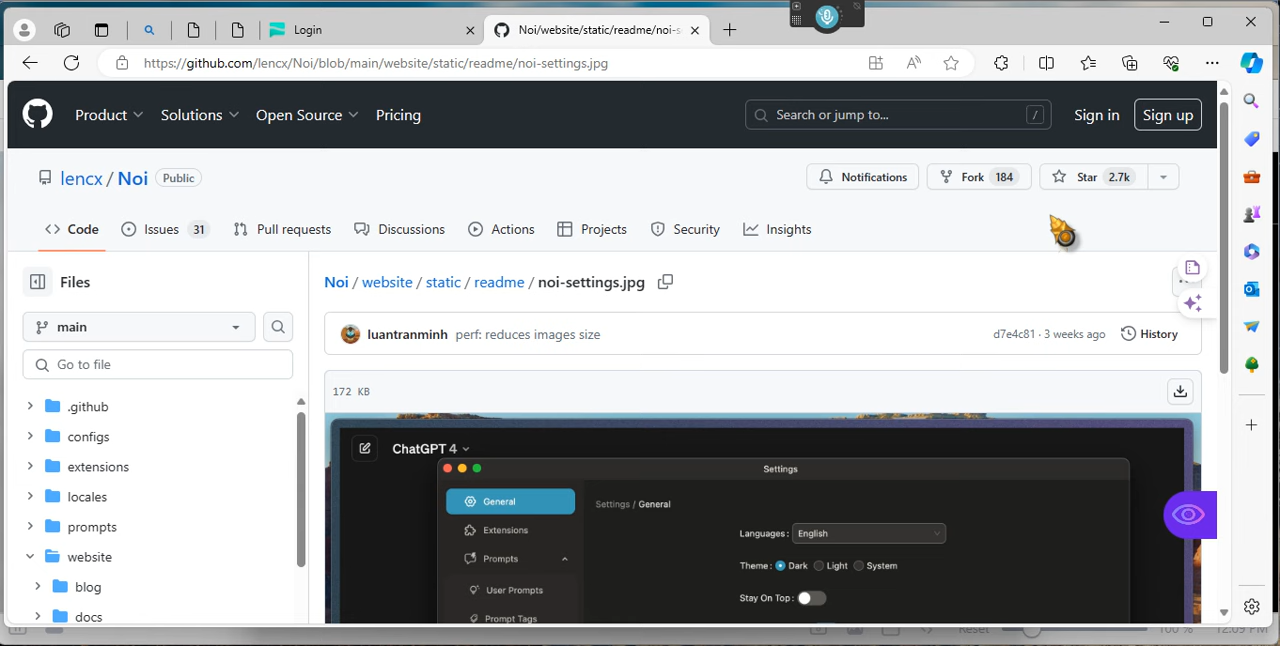 Login
Noi/website/static/readme/noi-s
https://github.com/lencx/Noi/blob/main/website/static/readme/noi-settings.jpg
Product
Solutions
Open Source
Pricing
Search or jump to...
/
Sign in
Sign up
lencx / Noi
Public
Notifications
Fork 184
Star 2.7k
Code
Issues 31
Pull requests
Discussions
Actions
Projects
Security
Insights
Files
main
Go to file
.github
configs
extensions
locales
prompts
website
blog
docs
Noi / website / static / readme / noi-settings.jpg
luantranminh perf: reduces images size
d7e4c81 · 3 weeks ago
History
172 KB
ChatGPT 4
Settings
General
Extensions
Prompts
User Prompts
Prompt Tags
Settings / General
Languages: English
Theme: Dark Light System
Stay On Top:
Reset
100 %
12:09 PM